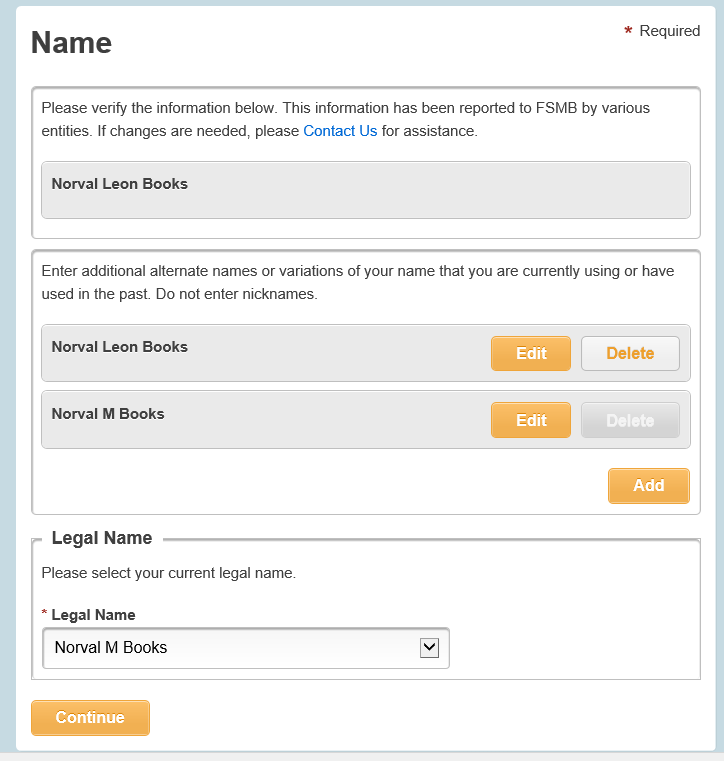 Name
* Required
Please verify the information below. This information has been reported to FSMB by various
entities. If changes are needed, please Contact Us for assistance.
Norval Leon Books
Enter additional alternate names or variations of your name that you are currently using or have
used in the past. Do not enter nicknames.
Norval Leon Books Edit Delete
Norval M Books Edit Delete
Add
Legal Name
Please select your current legal name.
* Legal Name
Norval M Books
Continue